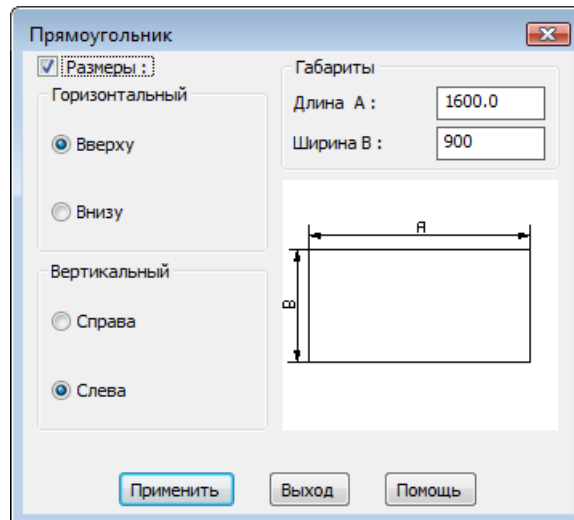 Прямоугольник
Размеры :
Габариты
Горизонтальный
Длина А : 1600.0
Вверху
Ширина В : 900
Внизу
А
Вертикальный
В
Справа
Слева
Применить Выход Помощь